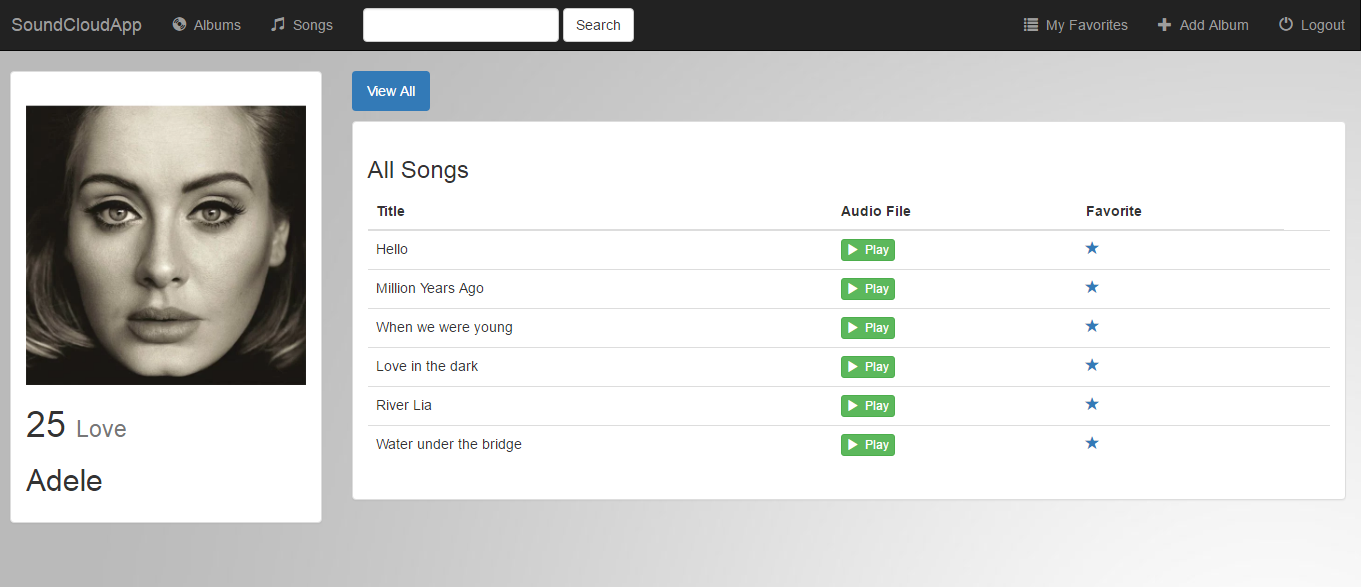 SoundCloudApp Albums Songs Search My Favorites Add Album Logout
View All
All Songs
Title Audio File Favorite
Hello Play
Million Years Ago Play
When we were young Play
Love in the dark Play
River Lia Play
Water under the bridge Play
25 Love
Adele